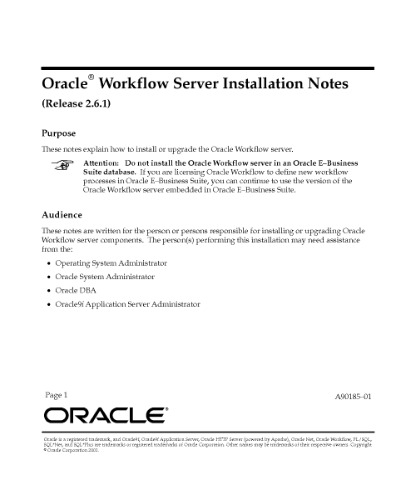 Oracle® Workflow Server Installation Notes
(Release 2.6.1)
Purpose
These notes explain how to install or upgrade the Oracle Workflow server.
Attention: Do not install the Oracle Workflow server in an Oracle E–Business
Suite database. If you are licensing Oracle Workflow to define new workflow
processes in Oracle E–Business Suite, you can continue to use the version of the
Oracle Workflow server embedded in Oracle E–Business Suite.
Audience
These notes are written for the person or persons responsible for installing or upgrading Oracle
Workflow server components. The person(s) performing this installation may need assistance
from the:
• Operating System Administrator
• Oracle System Administrator
• Oracle DBA
• Oracle9i Application Server Administrator
Page 1
A90185–01
ORACLE®
Oracle is a registered trademark, and Oracle9i, Oracle9i Application Server, Oracle HTTP Server (powered by Apache), Oracle Net, Oracle Workflow, PL/SQL,
SQL*Net, and SQL*Plus are trademarks or registered trademarks of Oracle Corporation. Other names may be trademarks of their respective owners. Copyright
© Oracle Corporation 2001.